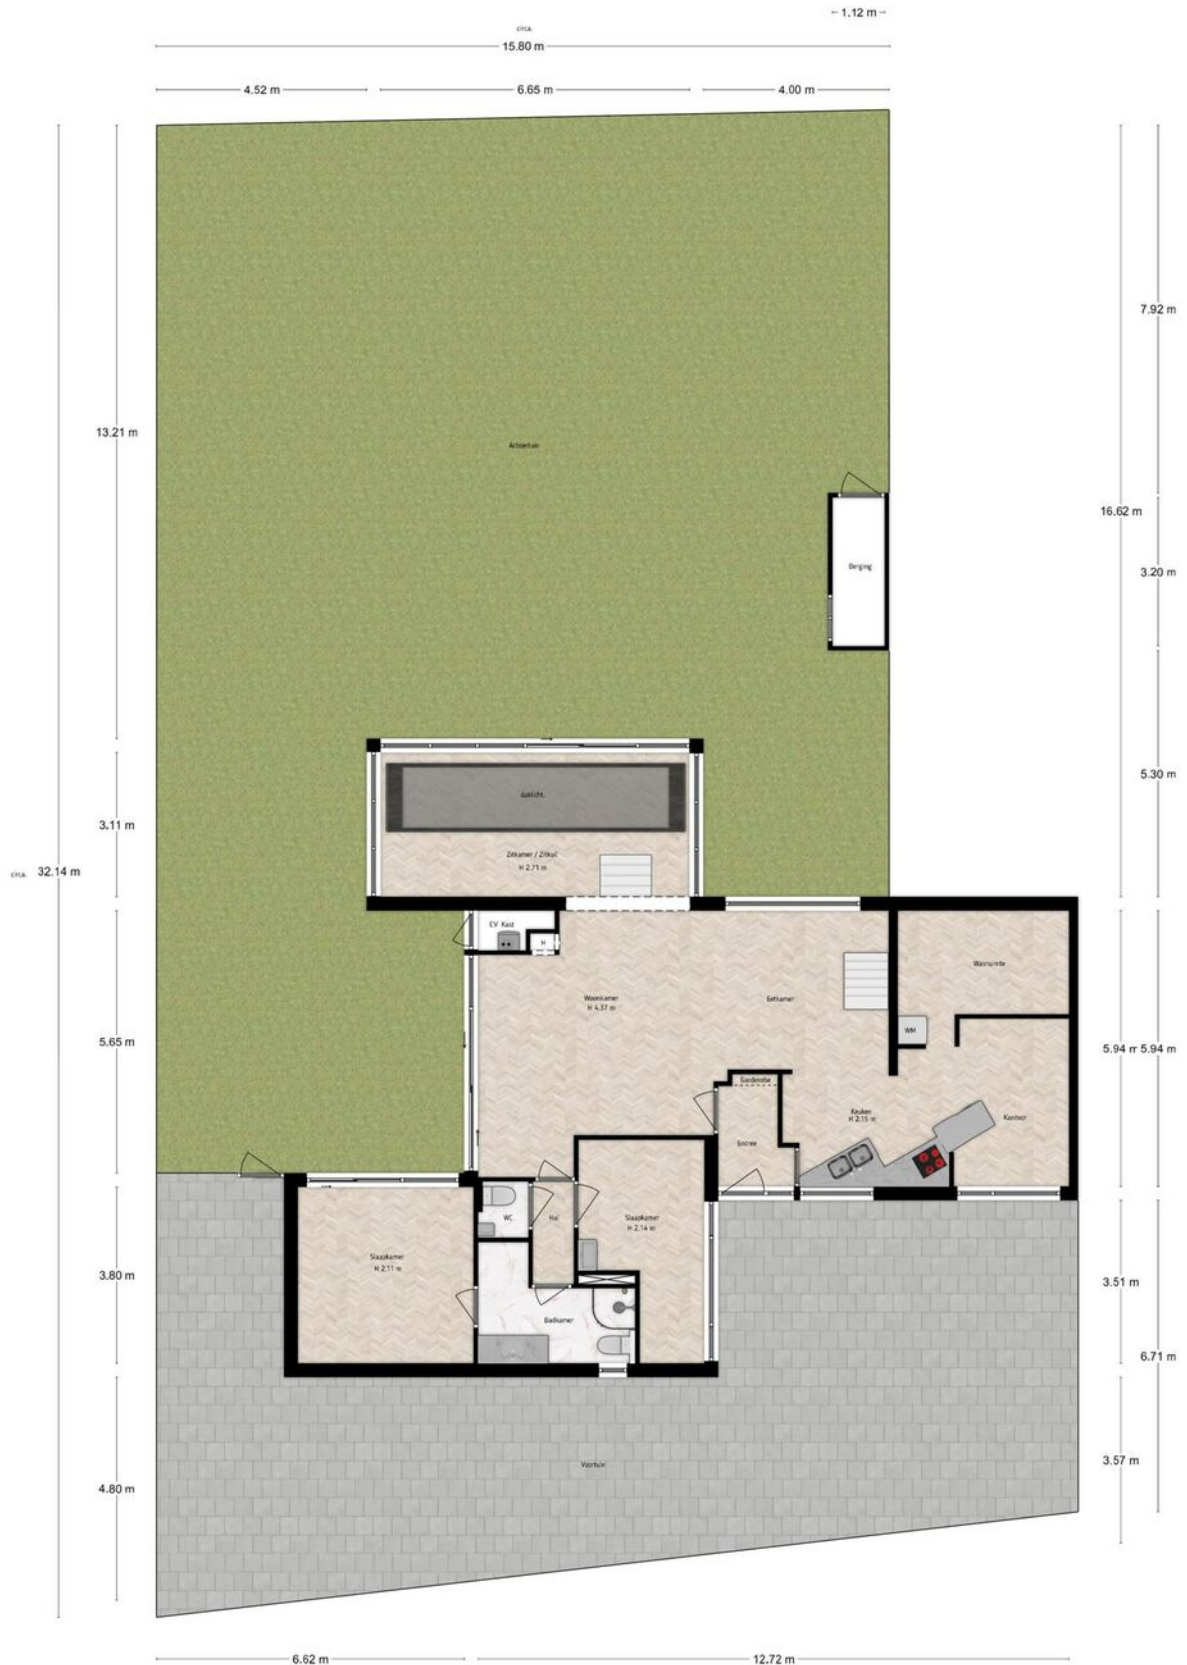 1.12 m
circa.
15.80 m
4.52 m
6.65 m
4.00 m
7.92 m
13.21 m
Achtertuin
16.62 m
Berging
3.20 m
5.30 m
daklicht.
3.11 m
Zitkamer / Zitkuil
H 2.71 m
circa.
32.14 m
CV Kast
H
Wasruimte
Woonkamer
H 4.37 m
Eetkamer
WM
5.65 m
5.94 m
5.94 m
Garderobe
Keuken
H 2.15 m
Kantoor
Entree
WC
Hal
Slaapkamer
H 2.14 m
Slaapkamer
H 2.11 m
3.80 m
3.51 m
Badkamer
6.71 m
Voortuin
3.57 m
4.80 m
6.62 m
12.72 m